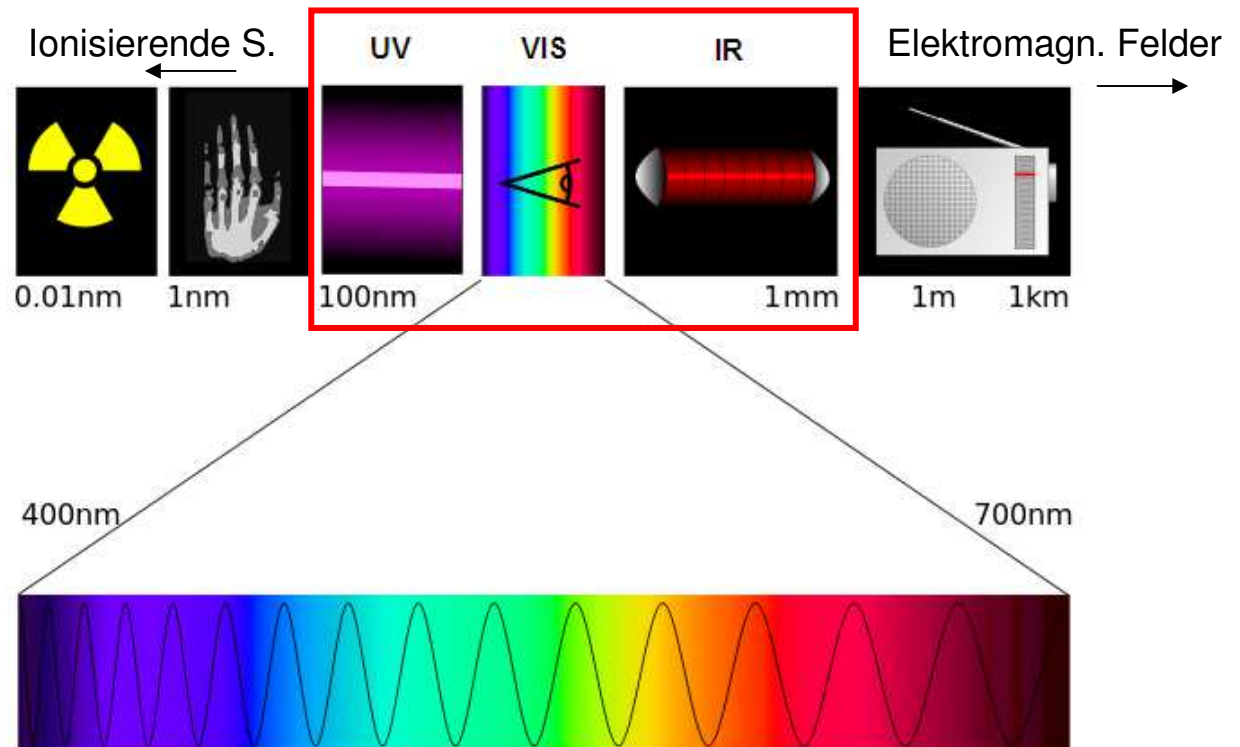 Ionisierende S. UV VIS IR Elektromagn. Felder
0.01nm 1nm 100nm 1mm 1m 1km
400nm 700nm